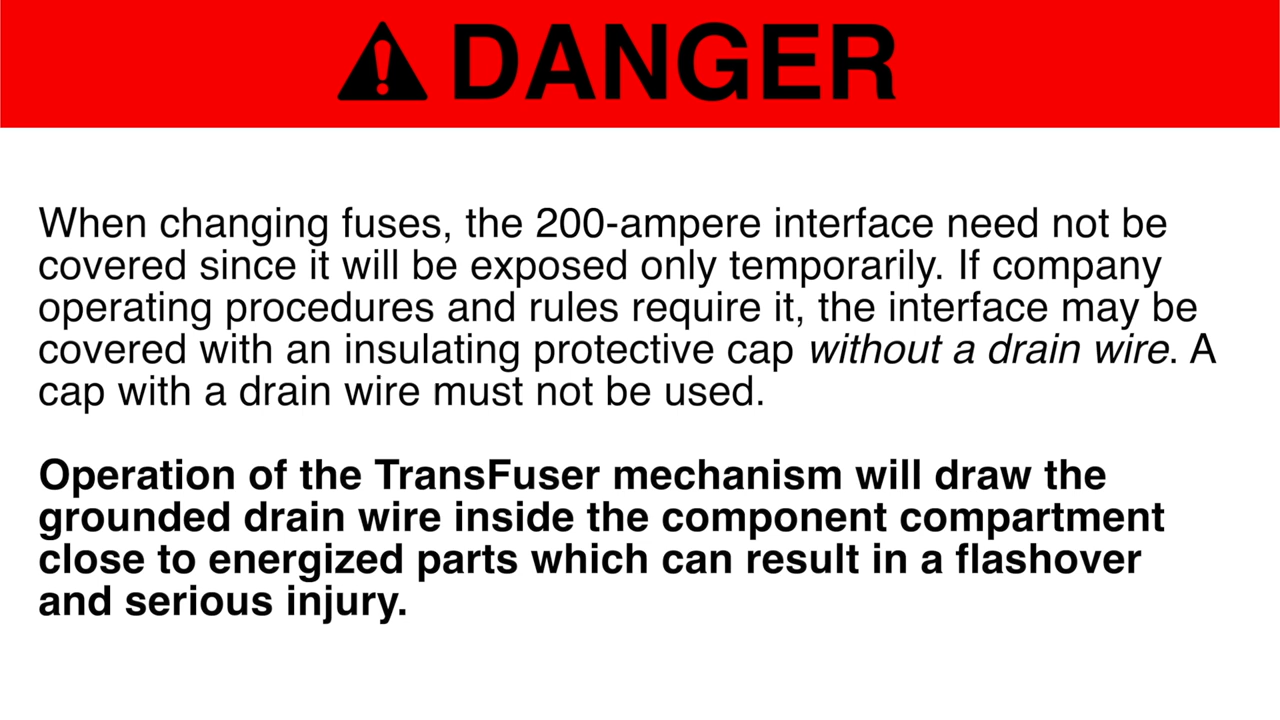 DANGER
When changing fuses, the 200-ampere interface need not be
covered since it will be exposed only temporarily. If company
operating procedures and rules require it, the interface may be
covered with an insulating protective cap without a drain wire. A
cap with a drain wire must not be used.
Operation of the TransFuser mechanism will draw the
grounded drain wire inside the component compartment
close to energized parts which can result in a flashover
and serious injury.